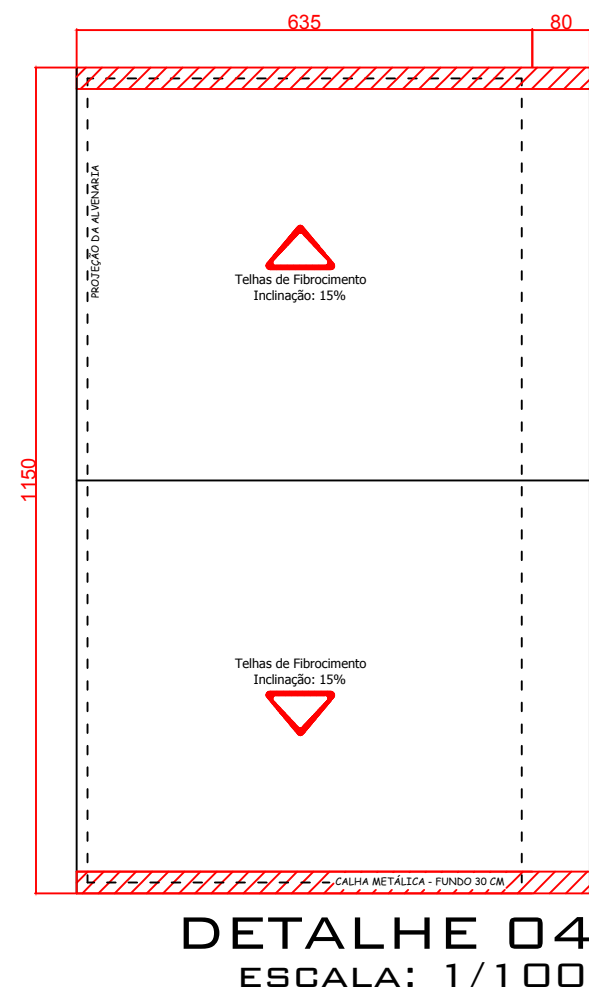 635
80
PROJEÇÃO DA ALVENARIA
Telhas de Fibrocimento
Inclinação: 15%
1150
Telhas de Fibrocimento
Inclinação: 15%
CALHA METÁLICA - FUNDO 30 CM
DETALHE 04
ESCALA: 1/100